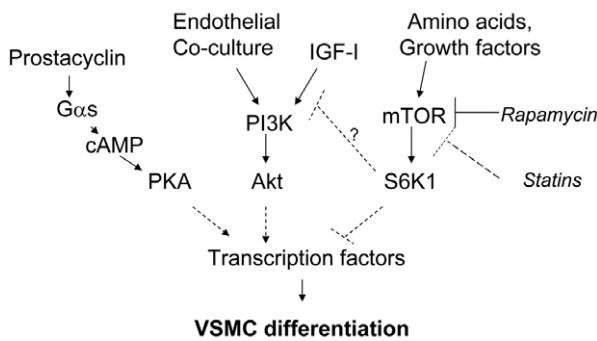 Endothelial
Co-culture
IGF-I
Amino acids,
Growth factors
Prostacyclin
Gαs
cAMP
PKA
PI3K
Akt
?
mTOR
Rapamycin
S6K1
Statins
Transcription factors
VSMC differentiation